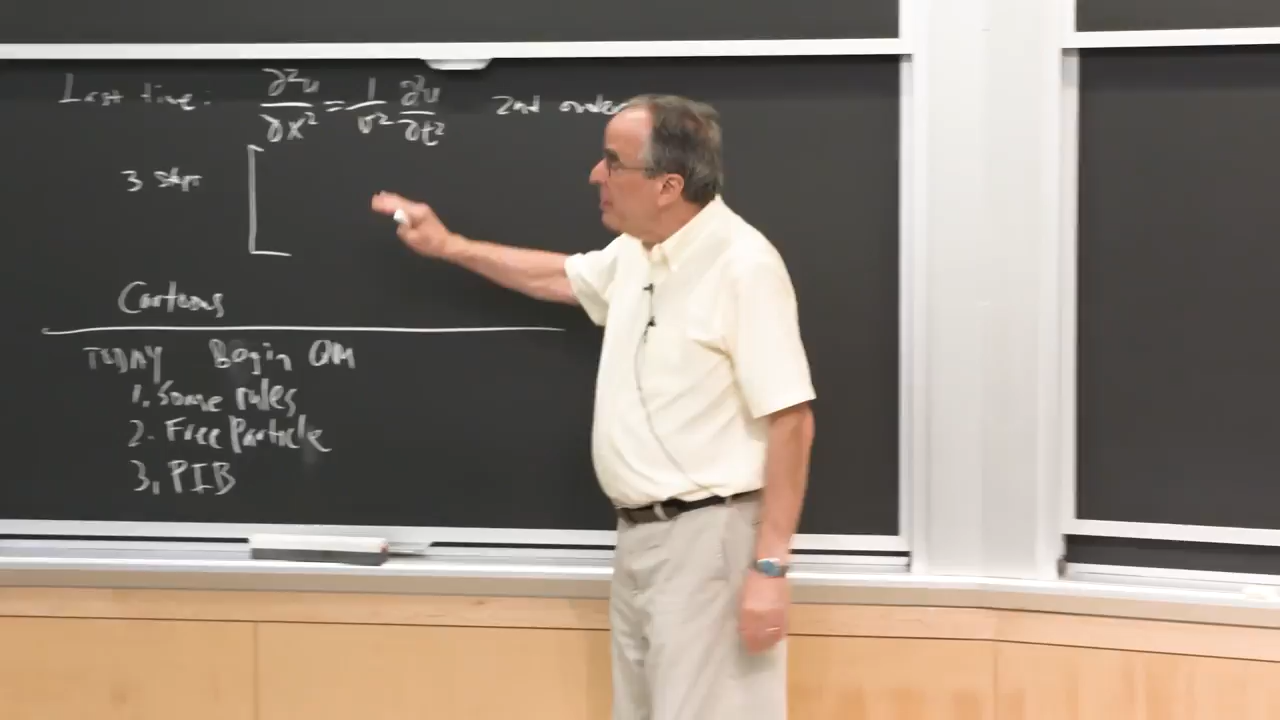 Last time: ∂²u/∂x² = 1/v² ∂²u/∂t² 2nd order
3 step
Cartoons
TODAY Begin QM
1. Some rules
2. Free Particle
3. PIB